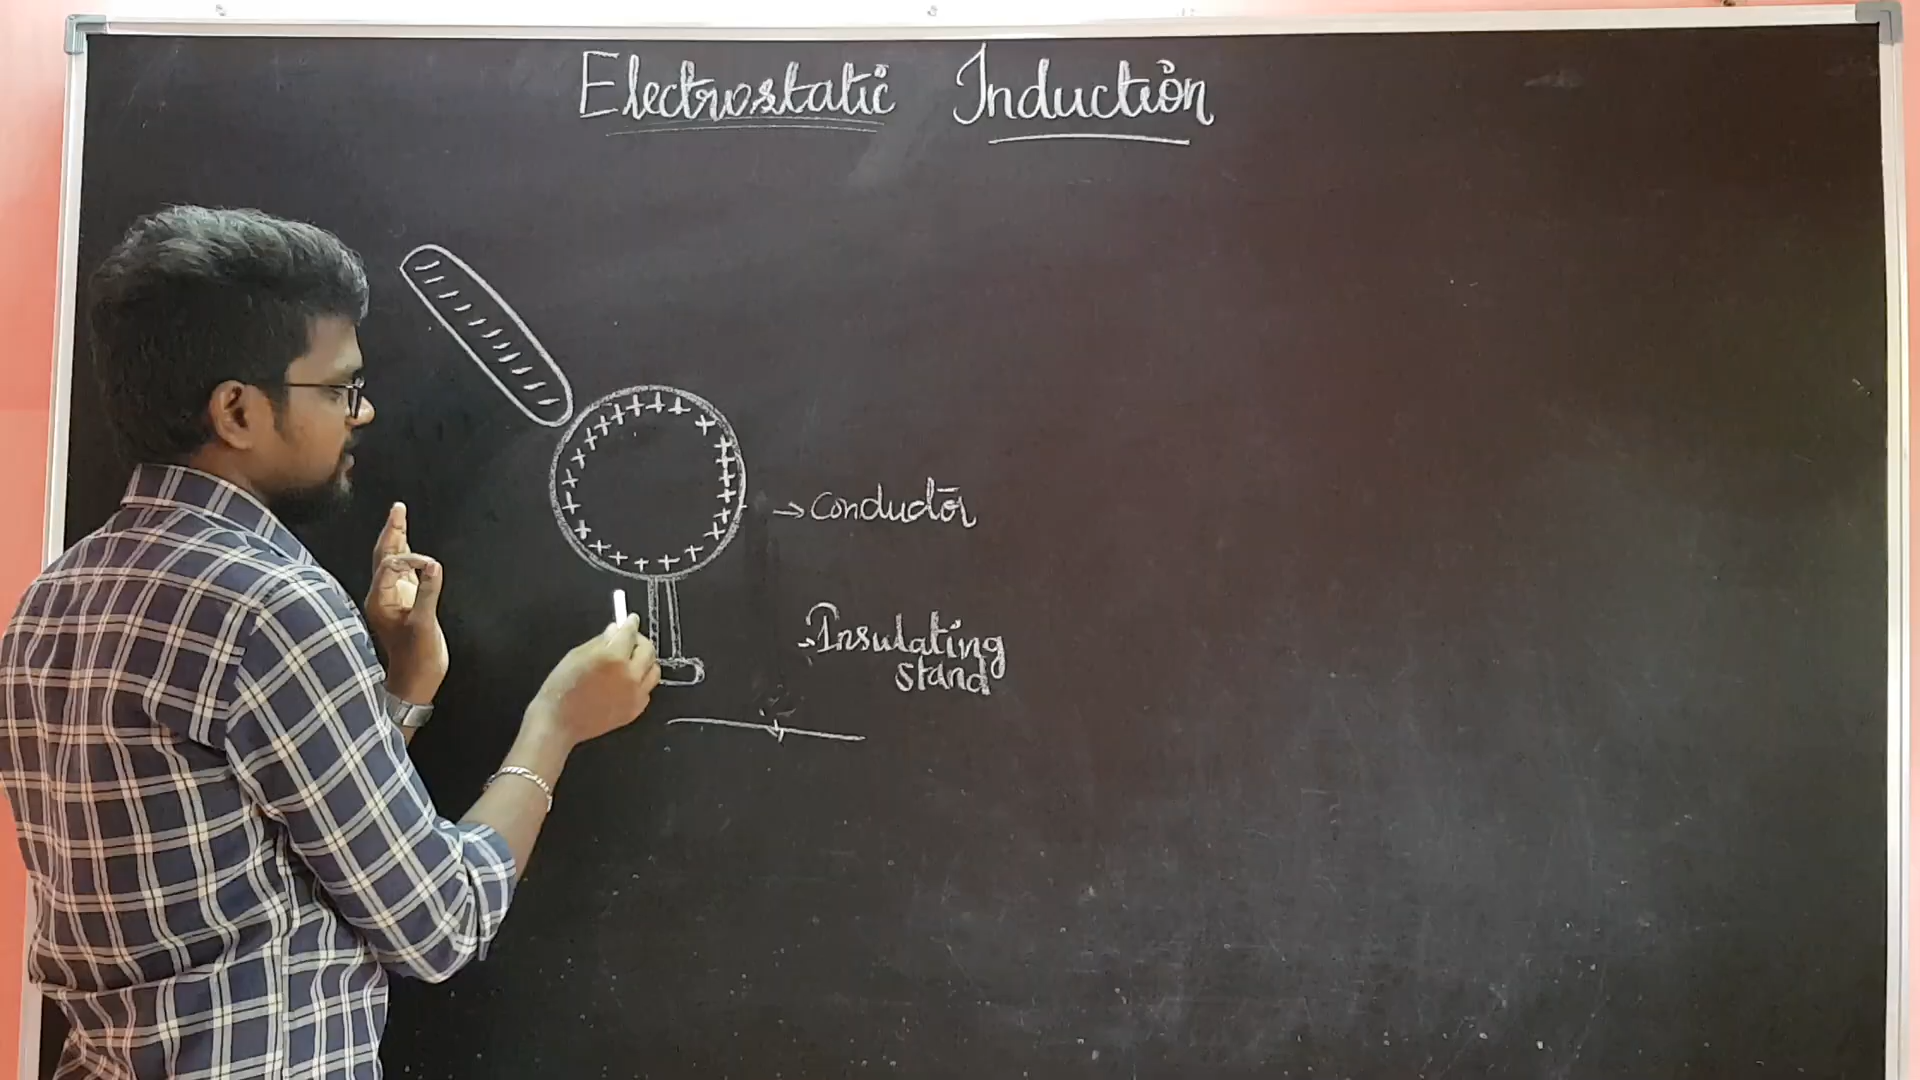 Electrostatic Induction
→ conductor
→ Insulating
stand